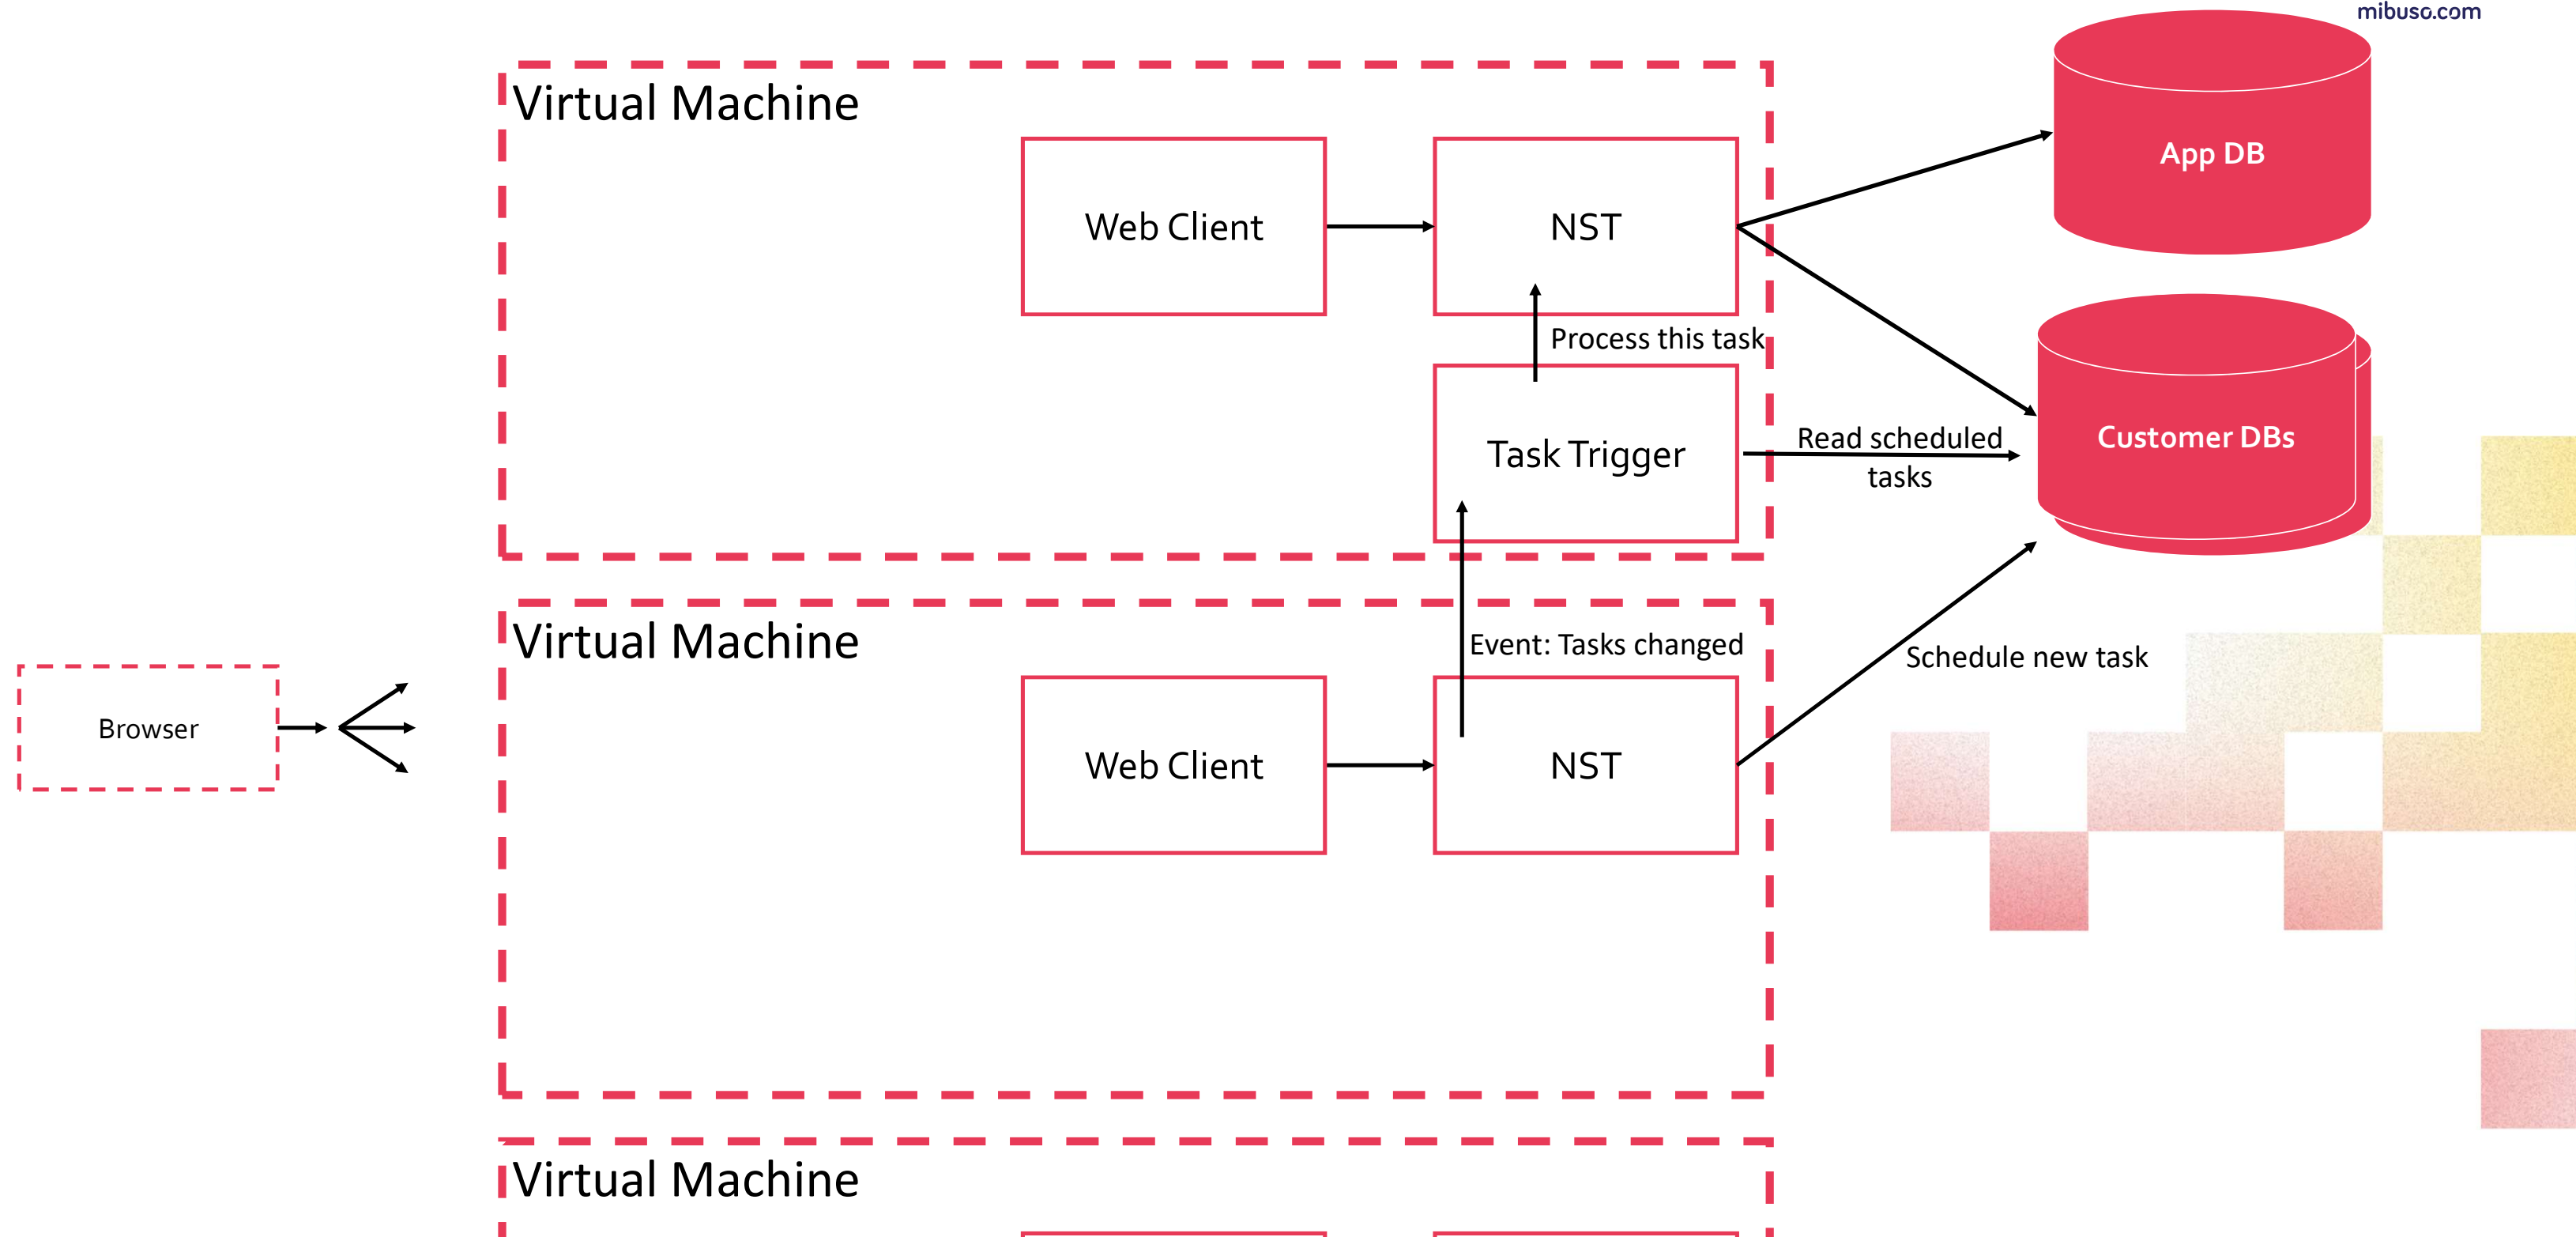 mibuso.com
Virtual Machine
App DB
Web Client
NST
Process this task
Customer DBs
Task Trigger
Read scheduled
tasks
Virtual Machine
Event: Tasks changed
Schedule new task
Browser
Web Client
NST
Virtual Machine